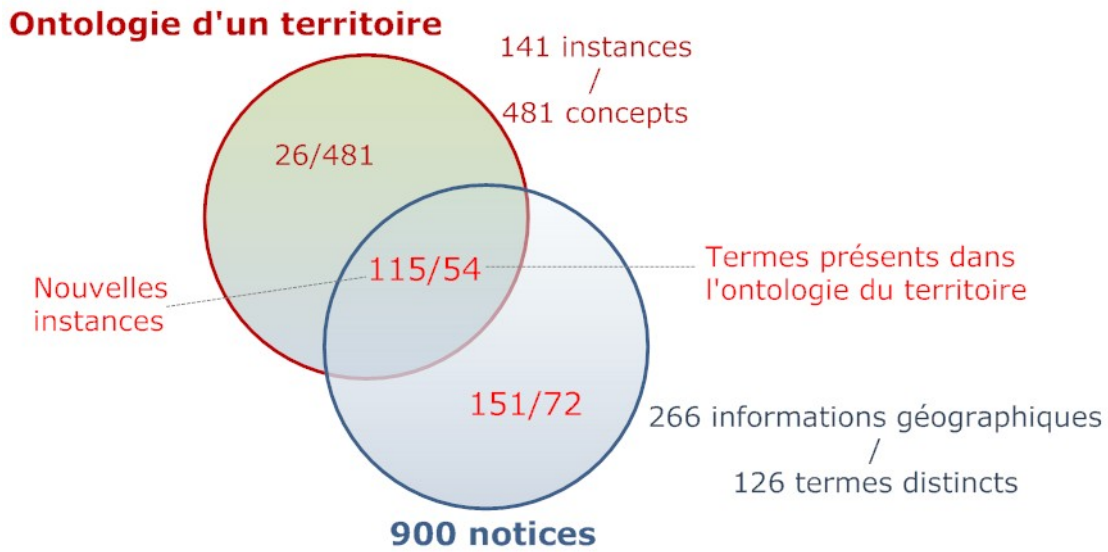 Ontologie d'un territoire
141 instances
/
481 concepts
26/481
115/54
Nouvelles
instances
Termes présents dans
l'ontologie du territoire
151/72
266 informations géographiques
/
126 termes distincts
900 notices